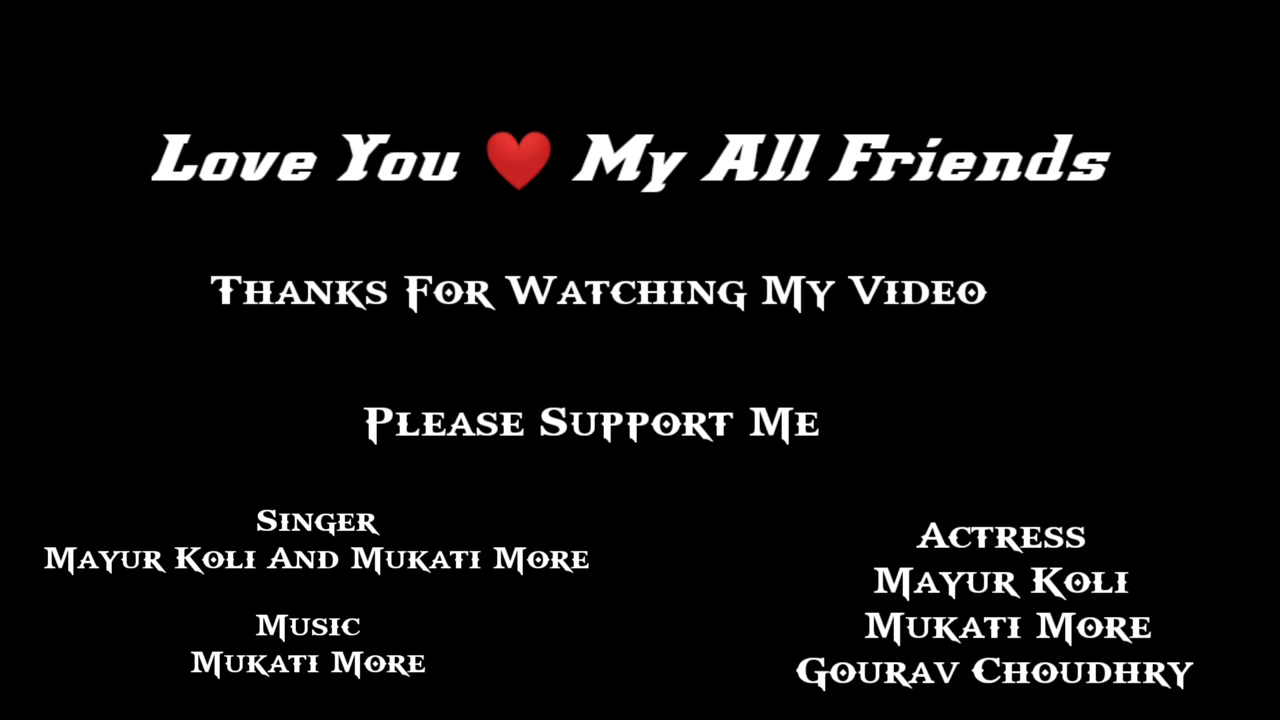 Love You ❤️ My All Friends
Thanks For Watching My Video
Please Support Me
Singer
Mayur Koli And Mukati More
Music
Mukati More
Actress
Mayur Koli
Mukati More
Gourav Choudhry